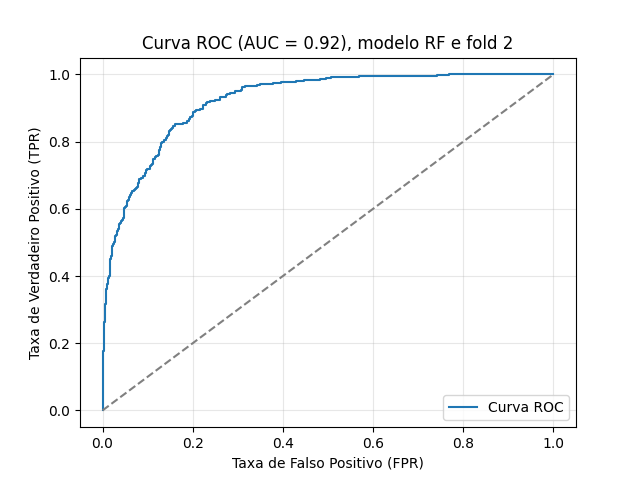 Curva ROC (AUC = 0.92), modelo RF e fold 2
Taxa de Verdadeiro Positivo (TPR)
1.0
0.8
0.6
0.4
0.2
0.0
Curva ROC
0.0 0.2 0.4 0.6 0.8 1.0
Taxa de Falso Positivo (FPR)